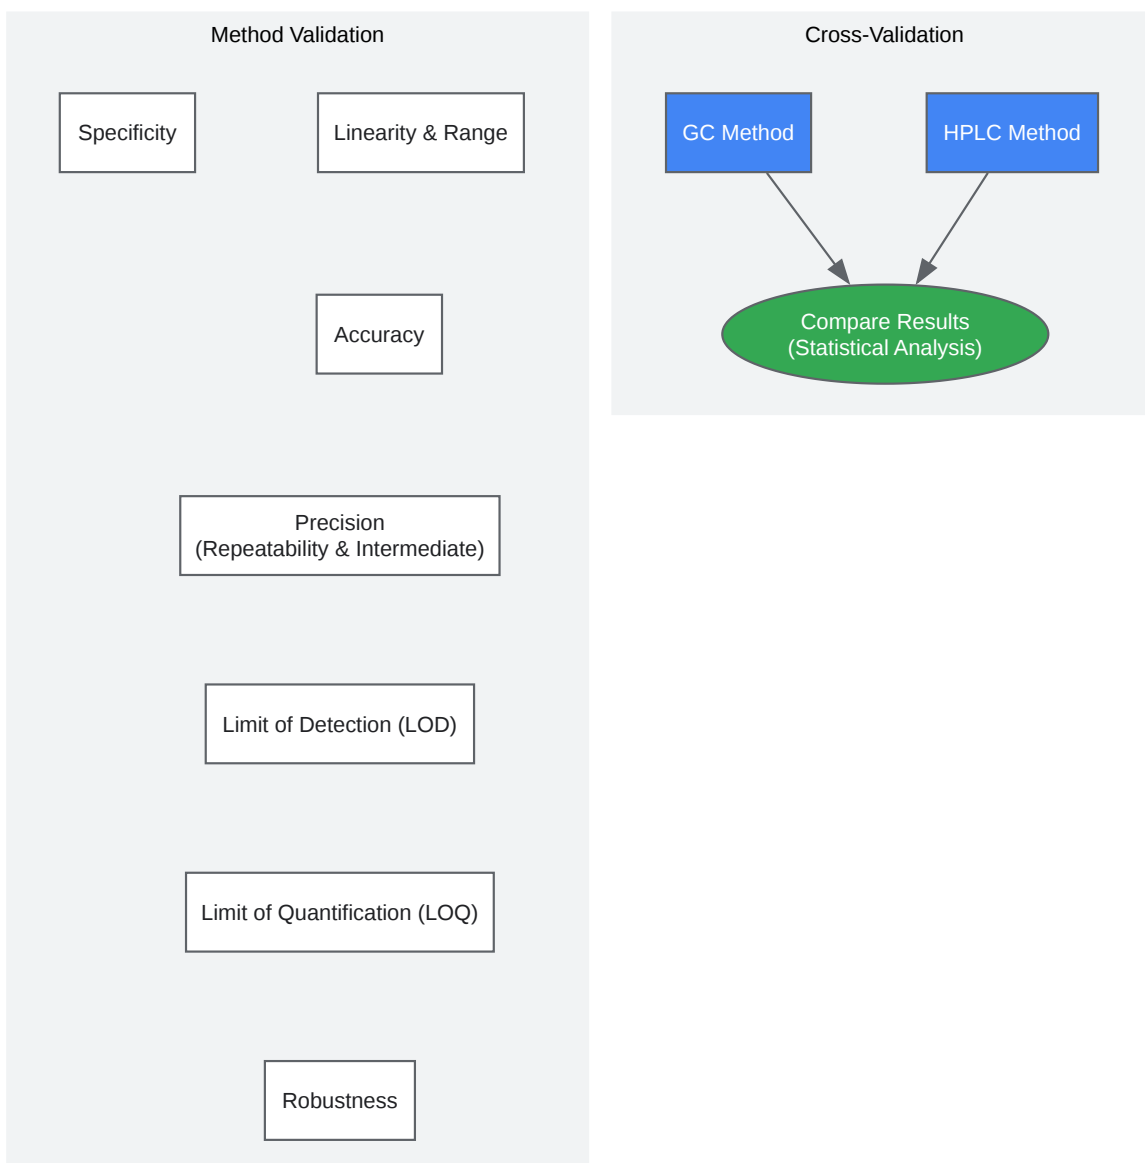 Method Validation
Specificity
Linearity & Range
Accuracy
Precision
(Repeatability & Intermediate)
Limit of Detection (LOD)
Limit of Quantification (LOQ)
Robustness
Cross-Validation
GC Method
HPLC Method
Compare Results
(Statistical Analysis)